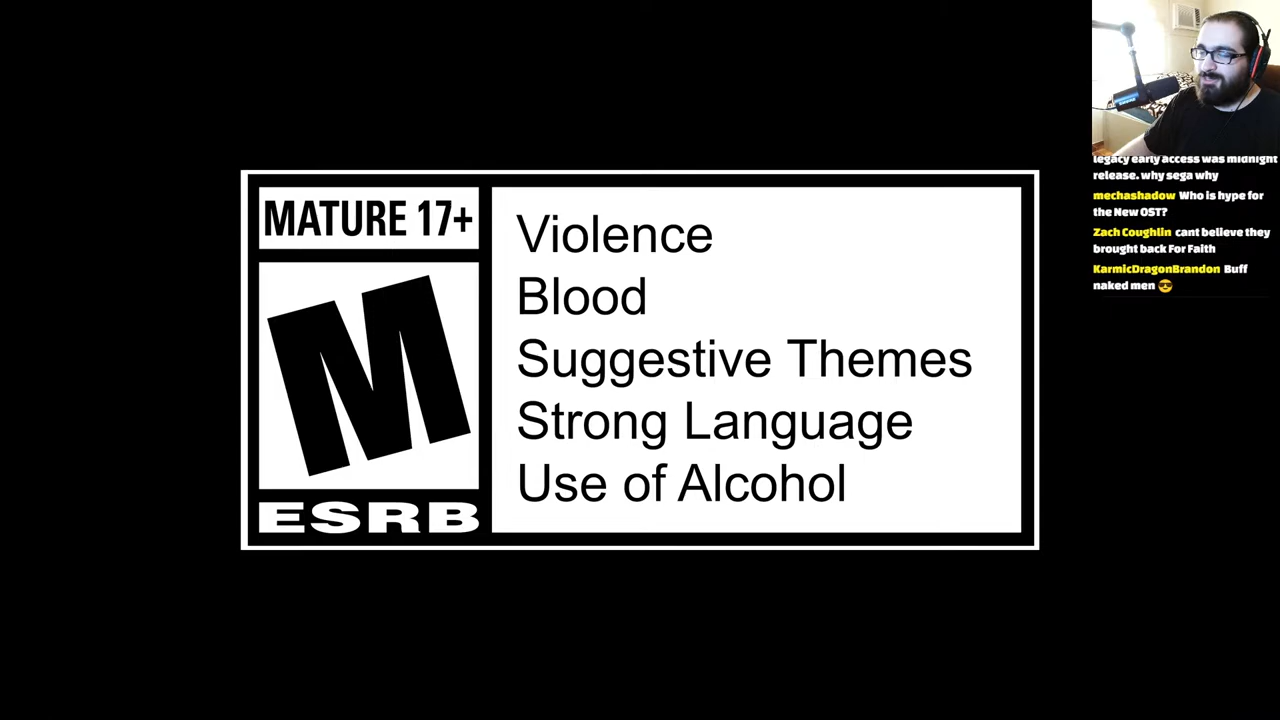 MATURE 17+
M
ESRB
Violence
Blood
Suggestive Themes
Strong Language
Use of Alcohol
legacy early access was midnight
release. why sega why
mechashadow Who is hype for
the New OST?
Zach Coughlin cant believe they
brought back For Faith
KarmicDragonBrandon Buff
naked men 😎